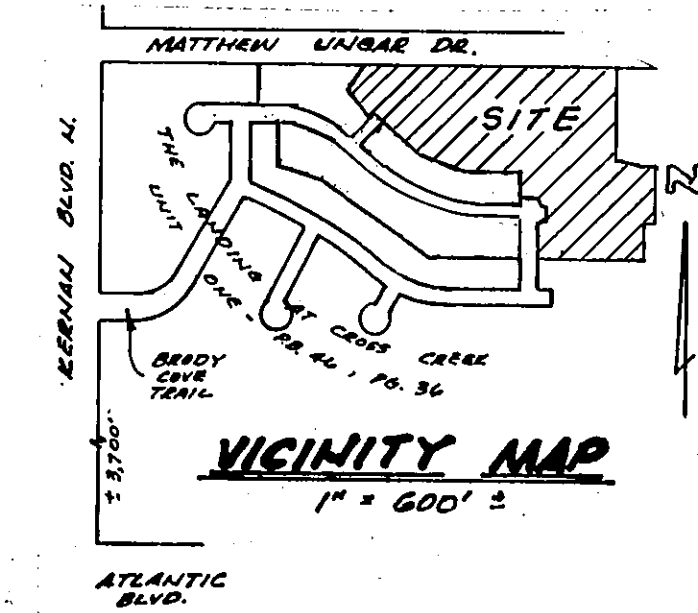 MATTHEW UNGAR DR.
SITE
KERNAN BLVD. N.
N
THE LANDING AT CROSS CREEK
UNIT ONE - P.B. 46, PG. 36
BRODY
COVE
TRAIL
± 3,700'
VICINITY MAP
1" = 600' ±
ATLANTIC
BLVD.